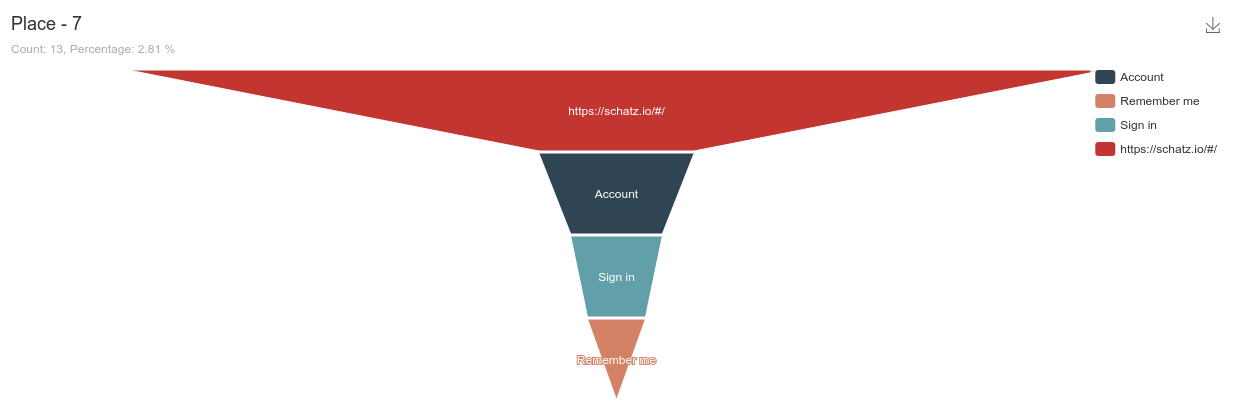 Place - 7
Count: 13, Percentage: 2.81 %
https://schatz.io/#/
Account
Sign in
Remember me
Account
Remember me
Sign in
https://schatz.io/#/